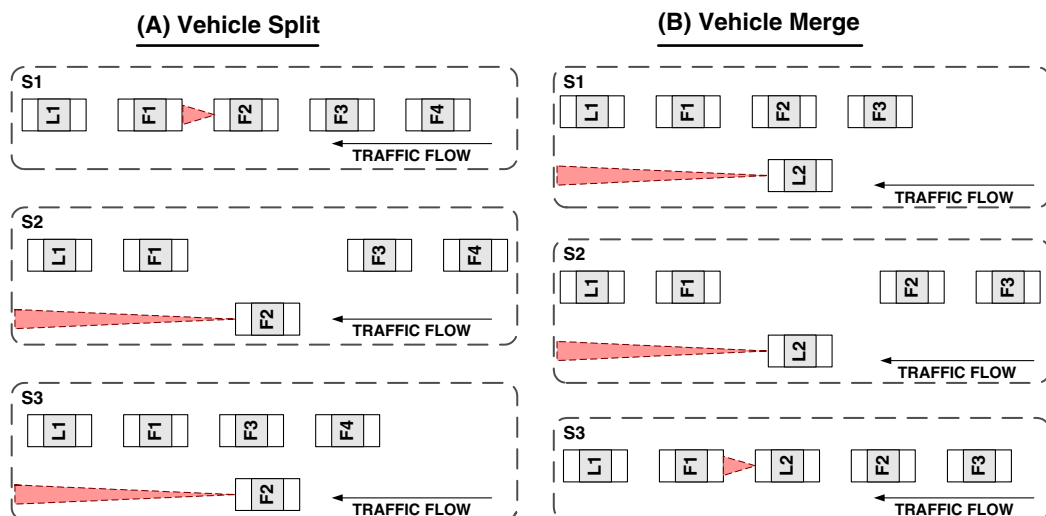 (A) Vehicle Split
S1
L1 F1 F2 F3 F4
TRAFFIC FLOW
S2
L1 F1 F3 F4
F2
TRAFFIC FLOW
S3
L1 F1 F3 F4
F2
TRAFFIC FLOW
(B) Vehicle Merge
S1
L1 F1 F2 F3
L2
TRAFFIC FLOW
S2
L1 F1 F2 F3
L2
TRAFFIC FLOW
S3
L1 F1 L2 F2 F3
TRAFFIC FLOW